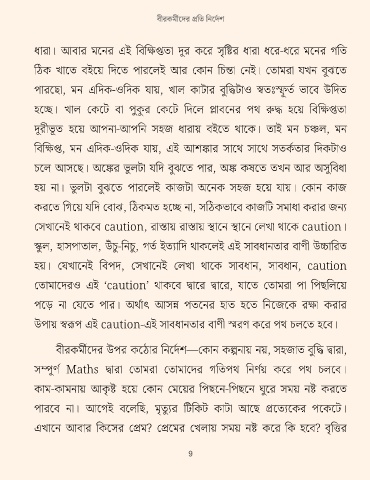 বীরকর্মীদের প্রতি নির্দেশ
ধারা। আবার মনের এই বিক্ষিপ্ততা দুর করে সৃষ্টির ধারা ধরে-ধরে মনের গতি
ঠিক খাতে বইয়ে দিতে পারলেই আর কোন চিন্তা নেই। তোমরা যখন বুঝতে
পারছো, মন এদিক-ওদিক যায়, খাল কাটার বুদ্ধিটাও স্বতঃস্ফূর্ত ভাবে উদিত
হচ্ছে। খাল কেটে বা পুকুর কেটে দিলে প্লাবনের পথ রুদ্ধ হয়ে বিক্ষিপ্ততা
দূরীভূত হয়ে আপনা-আপনি সহজ ধারায় বইতে থাকে। তাই মন চঞ্চল, মন
বিক্ষিপ্ত, মন এদিক-ওদিক যায়, এই আশঙ্কার সাথে সাথে সতর্কতার দিকটাও
চলে আসছে। অঙ্কের ভুলটা যদি বুঝতে পার, অঙ্ক কষতে তখন আর অসুবিধা
হয় না। ভুলটা বুঝতে পারলেই কাজটা অনেক সহজ হয়ে যায়। কোন কাজ
করতে গিয়ে যদি বোঝ, ঠিকমত হচ্ছে না, সঠিকভাবে কাজটি সমাধা করার জন্য
সেখানেই থাকবে caution, রাস্তায় রাস্তায় স্থানে স্থানে লেখা থাকে caution।
স্কুল, হাসপাতাল, উঁচু-নিচু, গর্ত ইত্যাদি থাকলেই এই সাবধানতার বাণী উচ্চারিত
হয়। যেখানেই বিপদ, সেখানেই লেখা থাকে সাবধান, সাবধান, caution
তোমাদেরও এই ‘caution’ থাকবে দ্বারে দ্বারে, যাতে তোমরা পা পিছলিয়ে
পড়ে না যেতে পার। অর্থাৎ আসন্ন পতনের হাত হতে নিজেকে রক্ষা করার
উপায় স্বরূপ এই caution-এই সাবধানতার বাণী স্মরণ করে পথ চলতে হবে।
বীরকর্মীদের উপর কঠোর নির্দেশ—কোন কল্পনায় নয়, সহজাত বুদ্ধি দ্বারা,
সম্পূর্ণ Maths দ্বারা তোমরা তোমাদের গতিপথ নির্ণয় করে পথ চলবে।
কাম-কামনায় আকৃষ্ট হয়ে কোন মেয়ের পিছনে-পিছনে ঘুরে সময় নষ্ট করতে
পারবে না। আগেই বলেছি, মৃত্যুর টিকিট কাটা আছে প্রত্যেকের পকেটে।
এখানে আবার কিসের প্রেম? প্রেমের খেলায় সময় নষ্ট করে কি হবে? বৃত্তির
9